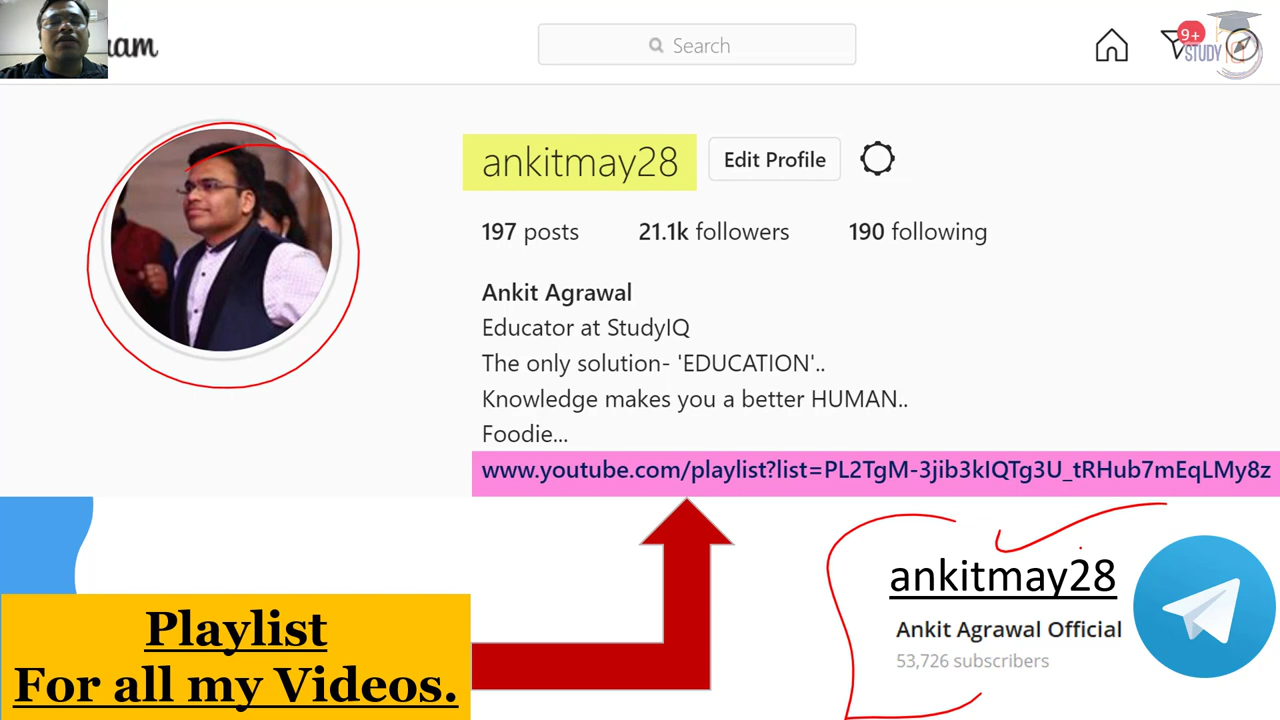 Search
9+
STUDY
ankitmay28
Edit Profile
197 posts 21.1k followers 190 following
Ankit Agrawal
Educator at StudyIQ
The only solution- 'EDUCATION'..
Knowledge makes you a better HUMAN..
Foodie...
www.youtube.com/playlist?list=PL2TgM-3jib3kIQTg3U_tRHub7mEqLMy8z
Playlist
For all my Videos.
ankitmay28
Ankit Agrawal Official
53,726 subscribers